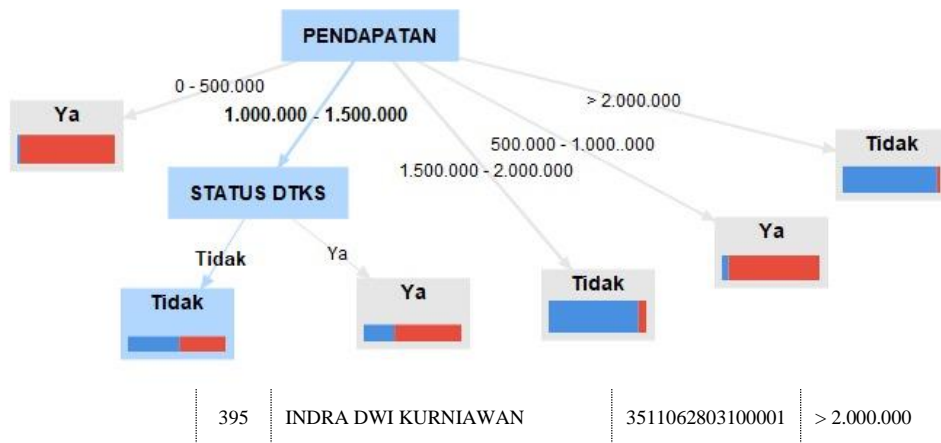 PENDAPATAN
0 - 500.000
> 2.000.000
Ya
1.000.000 - 1.500.000
500.000 - 1.000..000
Tidak
1.500.000 - 2.000.000
STATUS DTKS
Ya
Tidak
Ya
Tidak
Ya
Tidak
395 INDRA DWI KURNIAWAN 3511062803100001 > 2.000.000